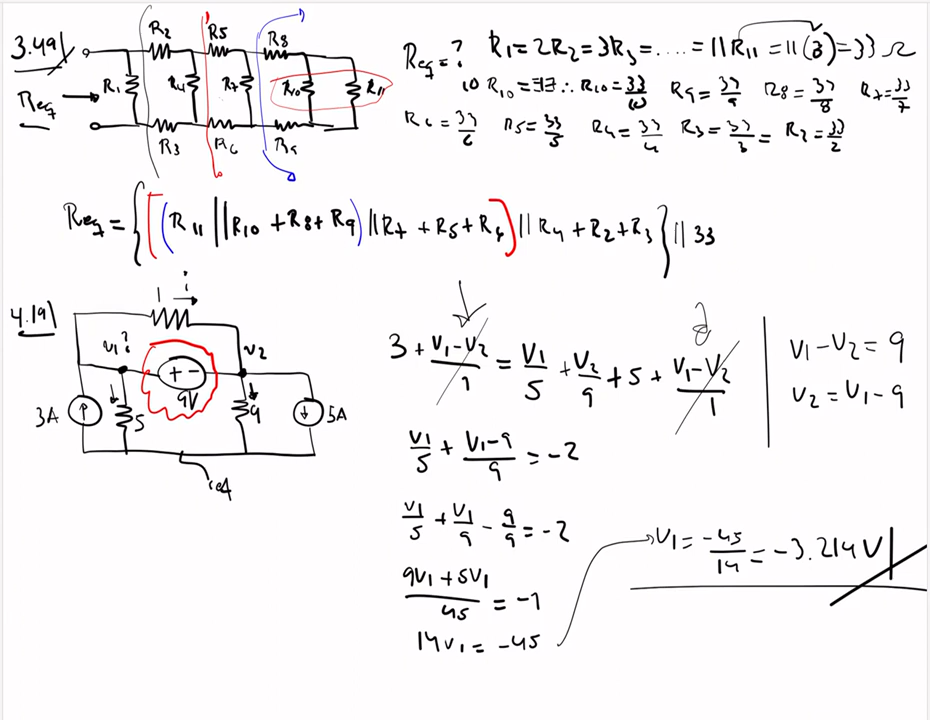 3.49/
R2 R5 R8
R1 R4 R7 R10 R11
Req →
R3 R6 R9
Req = ? R1 = 2R2 = 3R3 = .... = 11R11 = 11(3) = 33 Ω
10 R10 = 33 ∴ R10 = 33/10 R9 = 33/9 R8 = 33/8 R7 = 33/7
R6 = 33/6 R5 = 33/5 R4 = 33/4 R3 = 33/3 = R2 = 33/2
Req = { [ ( R11 || R10 + R8 + R9 ) || R7 + R5 + R6 ] || R4 + R2 + R3 } || 33
4.19/
1 i →
v1? v2
+ -
9V
3A 5 9 5A
ref
3 + (V1-V2)/1 = V1/5 + V2/9 + 5 + (V1-V2)/1
V1/5 + (V1-9)/9 = -2
V1/5 + V1/9 - 9/9 = -2
(9V1 + 5V1)/45 = -1
14V1 = -45
V1 - V2 = 9
V2 = V1 - 9
V1 = -45/14 = -3.214 V